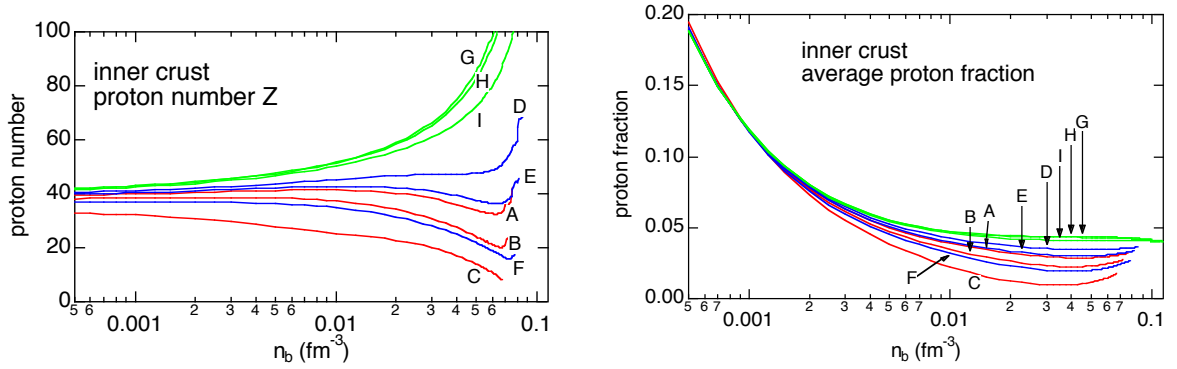 100
80
60
40
20
0
proton number
inner crust
proton number Z
G
H
I
D
E
A
B
F
C
5 6
0.001
2 3 4 5 6
0.01
2 3 4 5 6 7
0.1
n_b (fm⁻³)
0.20
0.15
0.10
0.05
0.00
proton fraction
inner crust
average proton fraction
G
H
I
D
E
A
B
F
C
5 6 7
0.001
2 3 4 5 6 7
0.01
2 3 4 5 6 7
n_b (fm⁻³)